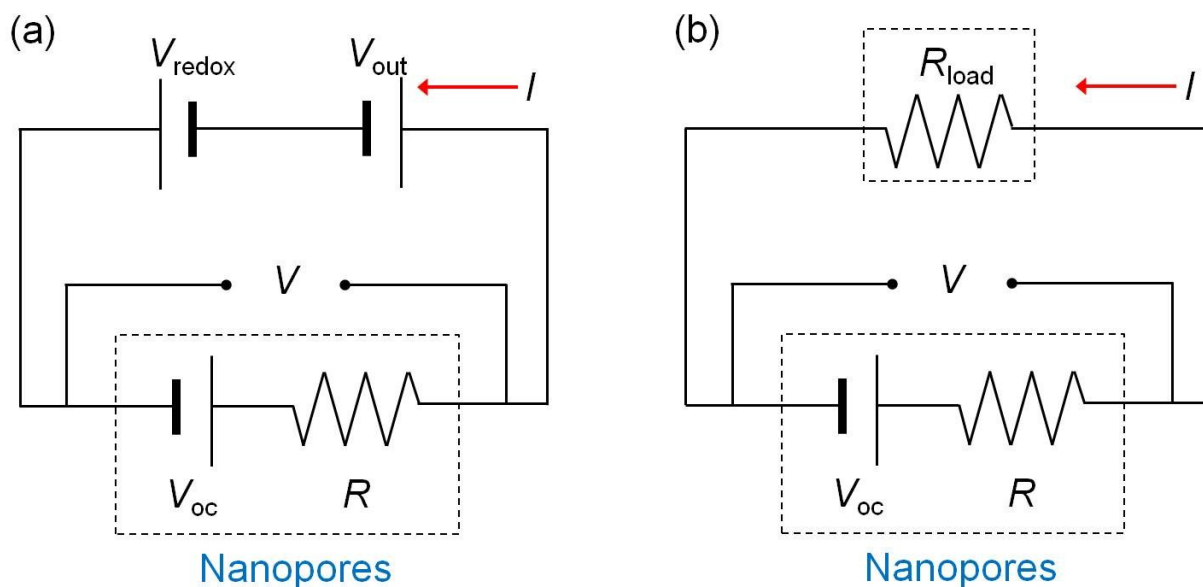 (a)
V_redox
V_out
I
V
V_oc
R
Nanopores
(b)
R_load
I
V
V_oc
R
Nanopores